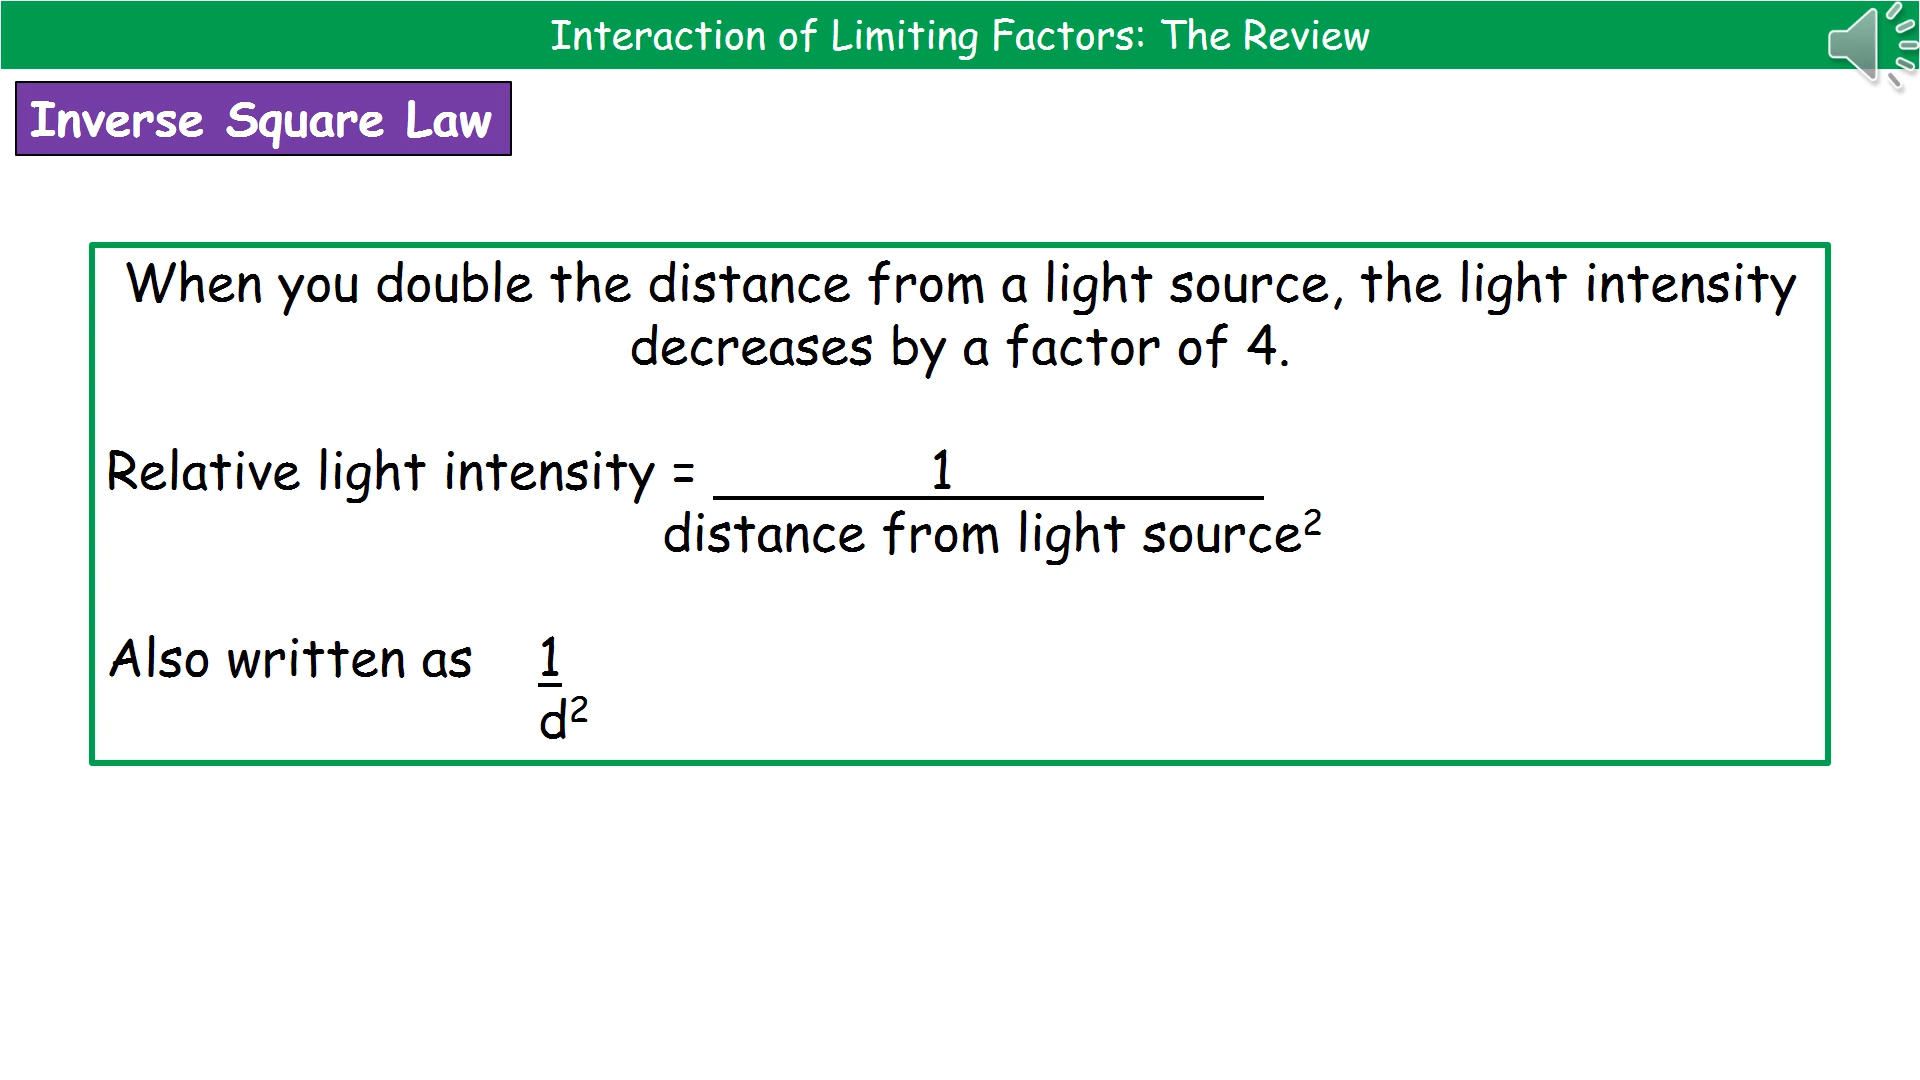 Interaction of Limiting Factors: The Review
Inverse Square Law
When you double the distance from a light source, the light intensity
decreases by a factor of 4.
Relative light intensity = 1
distance from light source²
Also written as 1
d²